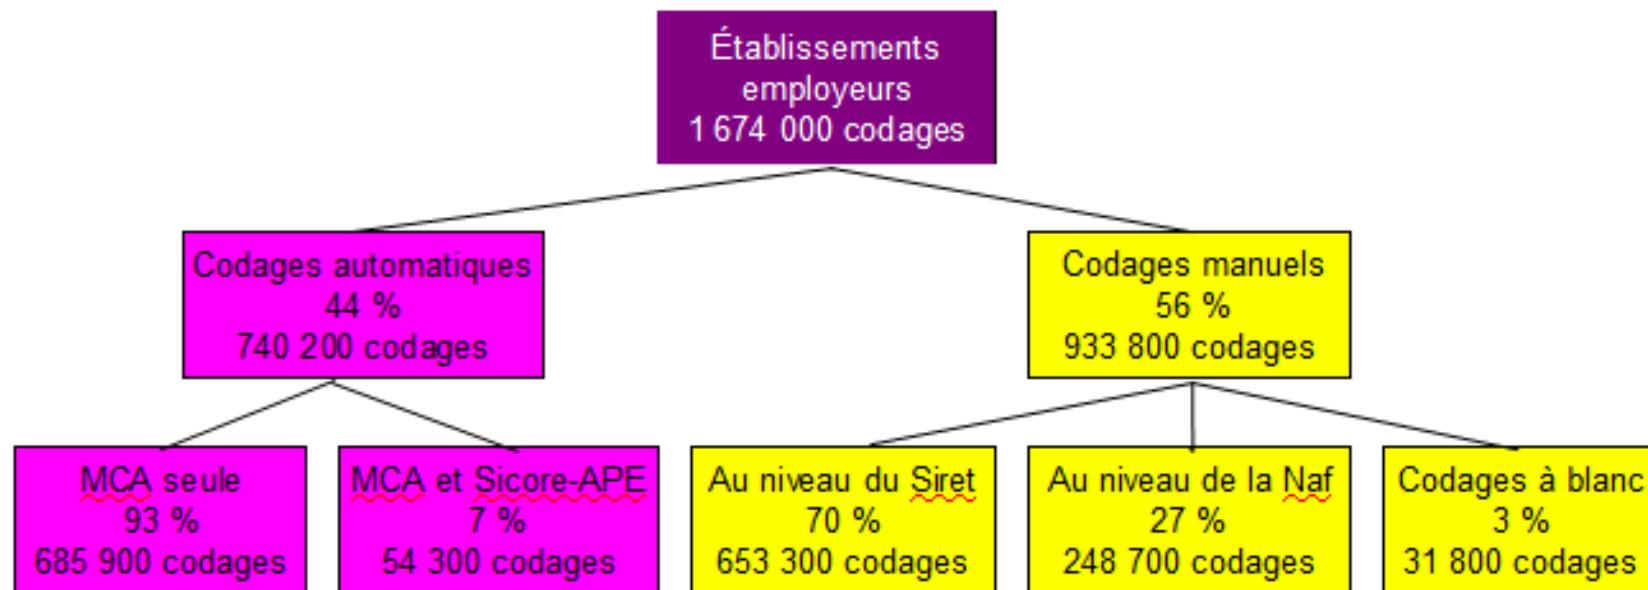 Établissements
employeurs
1 674 000 codages
Codages automatiques
44 %
740 200 codages
Codages manuels
56 %
933 800 codages
MCA seule
93 %
685 900 codages
MCA et Sicore-APE
7 %
54 300 codages
Au niveau du Siret
70 %
653 300 codages
Au niveau de la Naf
27 %
248 700 codages
Codages à blanc
3 %
31 800 codages